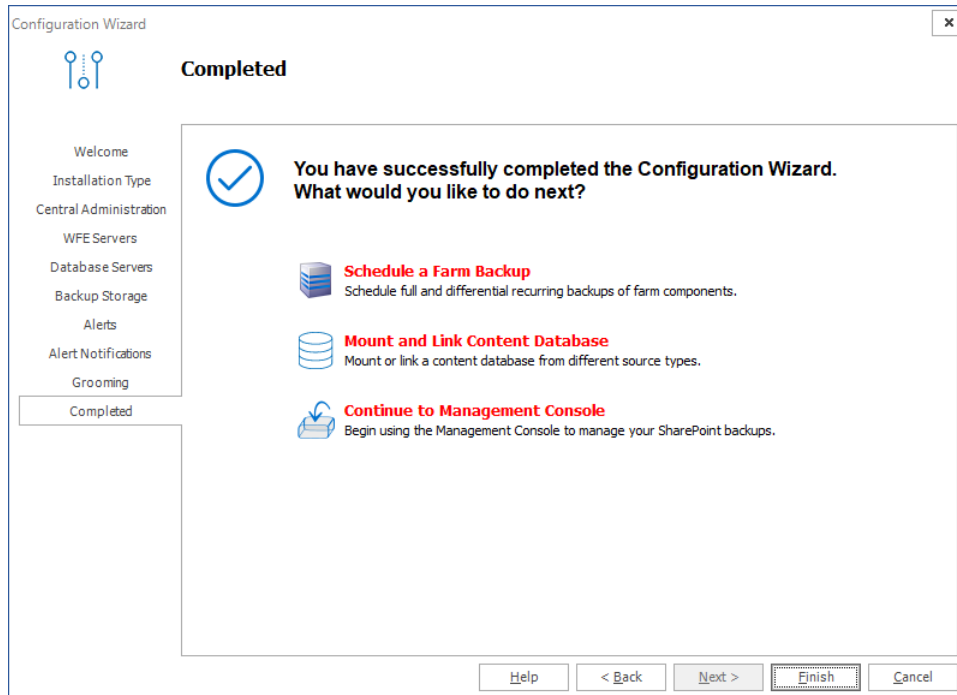 Configuration Wizard
Completed
Welcome
Installation Type
Central Administration
WFE Servers
Database Servers
Backup Storage
Alerts
Alert Notifications
Grooming
Completed
You have successfully completed the Configuration Wizard.
What would you like to do next?
Schedule a Farm Backup
Schedule full and differential recurring backups of farm components.
Mount and Link Content Database
Mount or link a content database from different source types.
Continue to Management Console
Begin using the Management Console to manage your SharePoint backups.
Help < Back Next > Finish Cancel